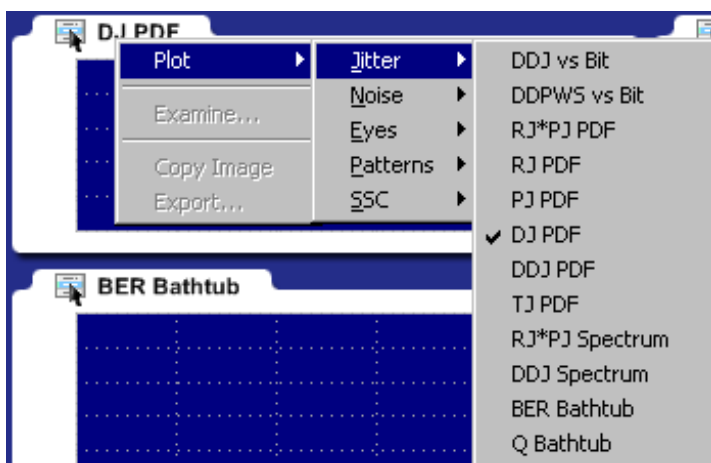 DJ PDF
Plot
Examine...
Copy Image
Export...
Jitter
Noise
Eyes
Patterns
SSC
DDJ vs Bit
DDPWS vs Bit
RJ*PJ PDF
RJ PDF
PJ PDF
DJ PDF
DDJ PDF
TJ PDF
RJ*PJ Spectrum
DDJ Spectrum
BER Bathtub
Q Bathtub
BER Bathtub